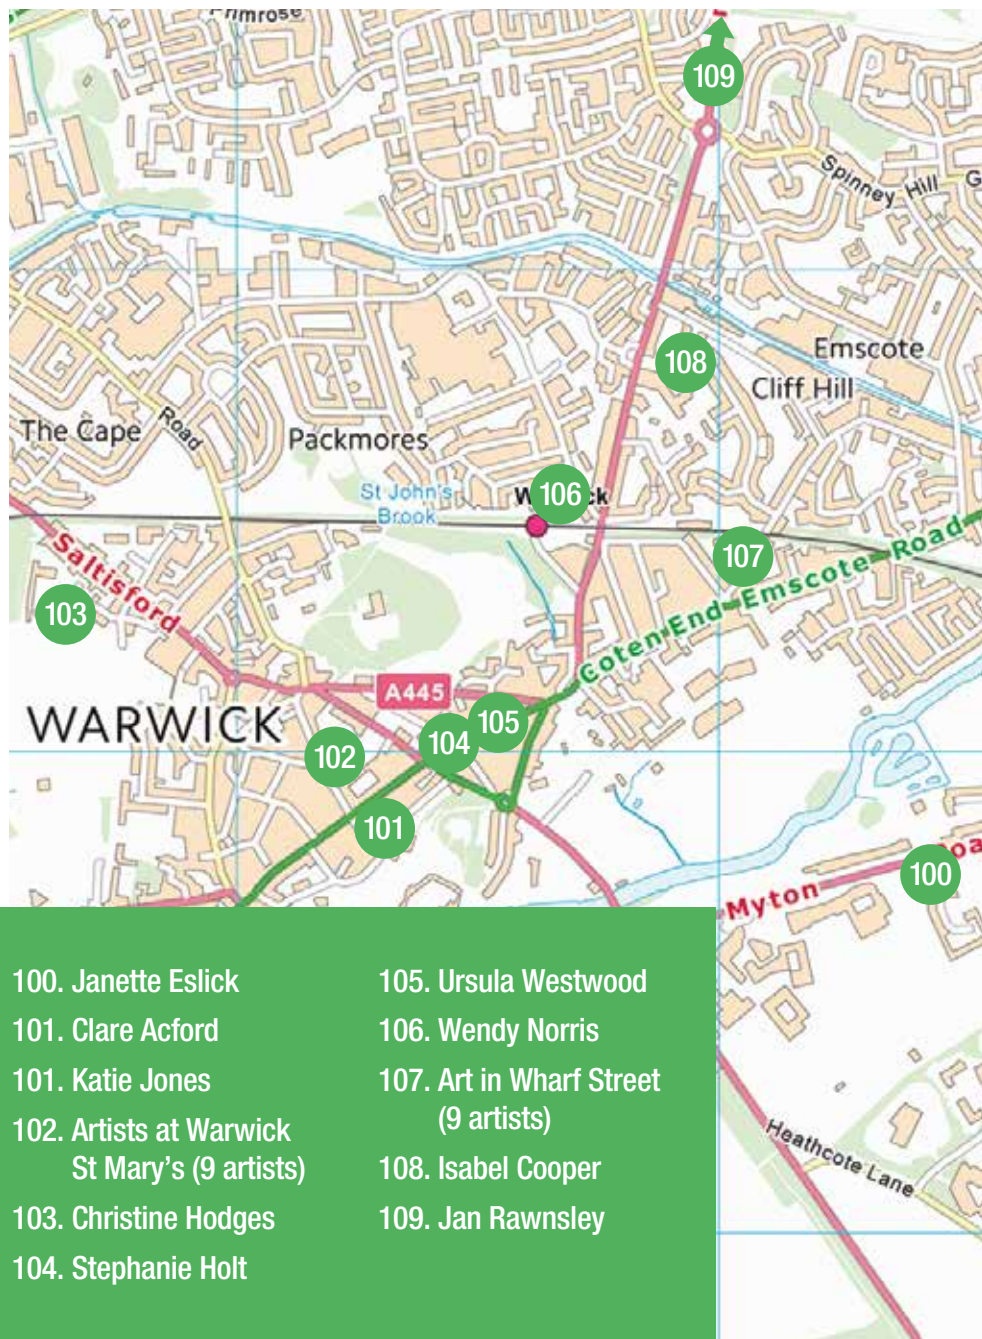 Primrose
109
Spinney Hill
G
108
Emscote
Cliff Hill
The Cape
Road
Packmores
St John's
Brook
106
107
Saltisford
103
Coten End
Emscote Road
A445
WARWICK
105
104
102
101
100
Myton
Heathcote Lane
100. Janette Eslick
101. Clare Acford
101. Katie Jones
102. Artists at Warwick
St Mary's (9 artists)
103. Christine Hodges
104. Stephanie Holt
105. Ursula Westwood
106. Wendy Norris
107. Art in Wharf Street
(9 artists)
108. Isabel Cooper
109. Jan Rawnsley